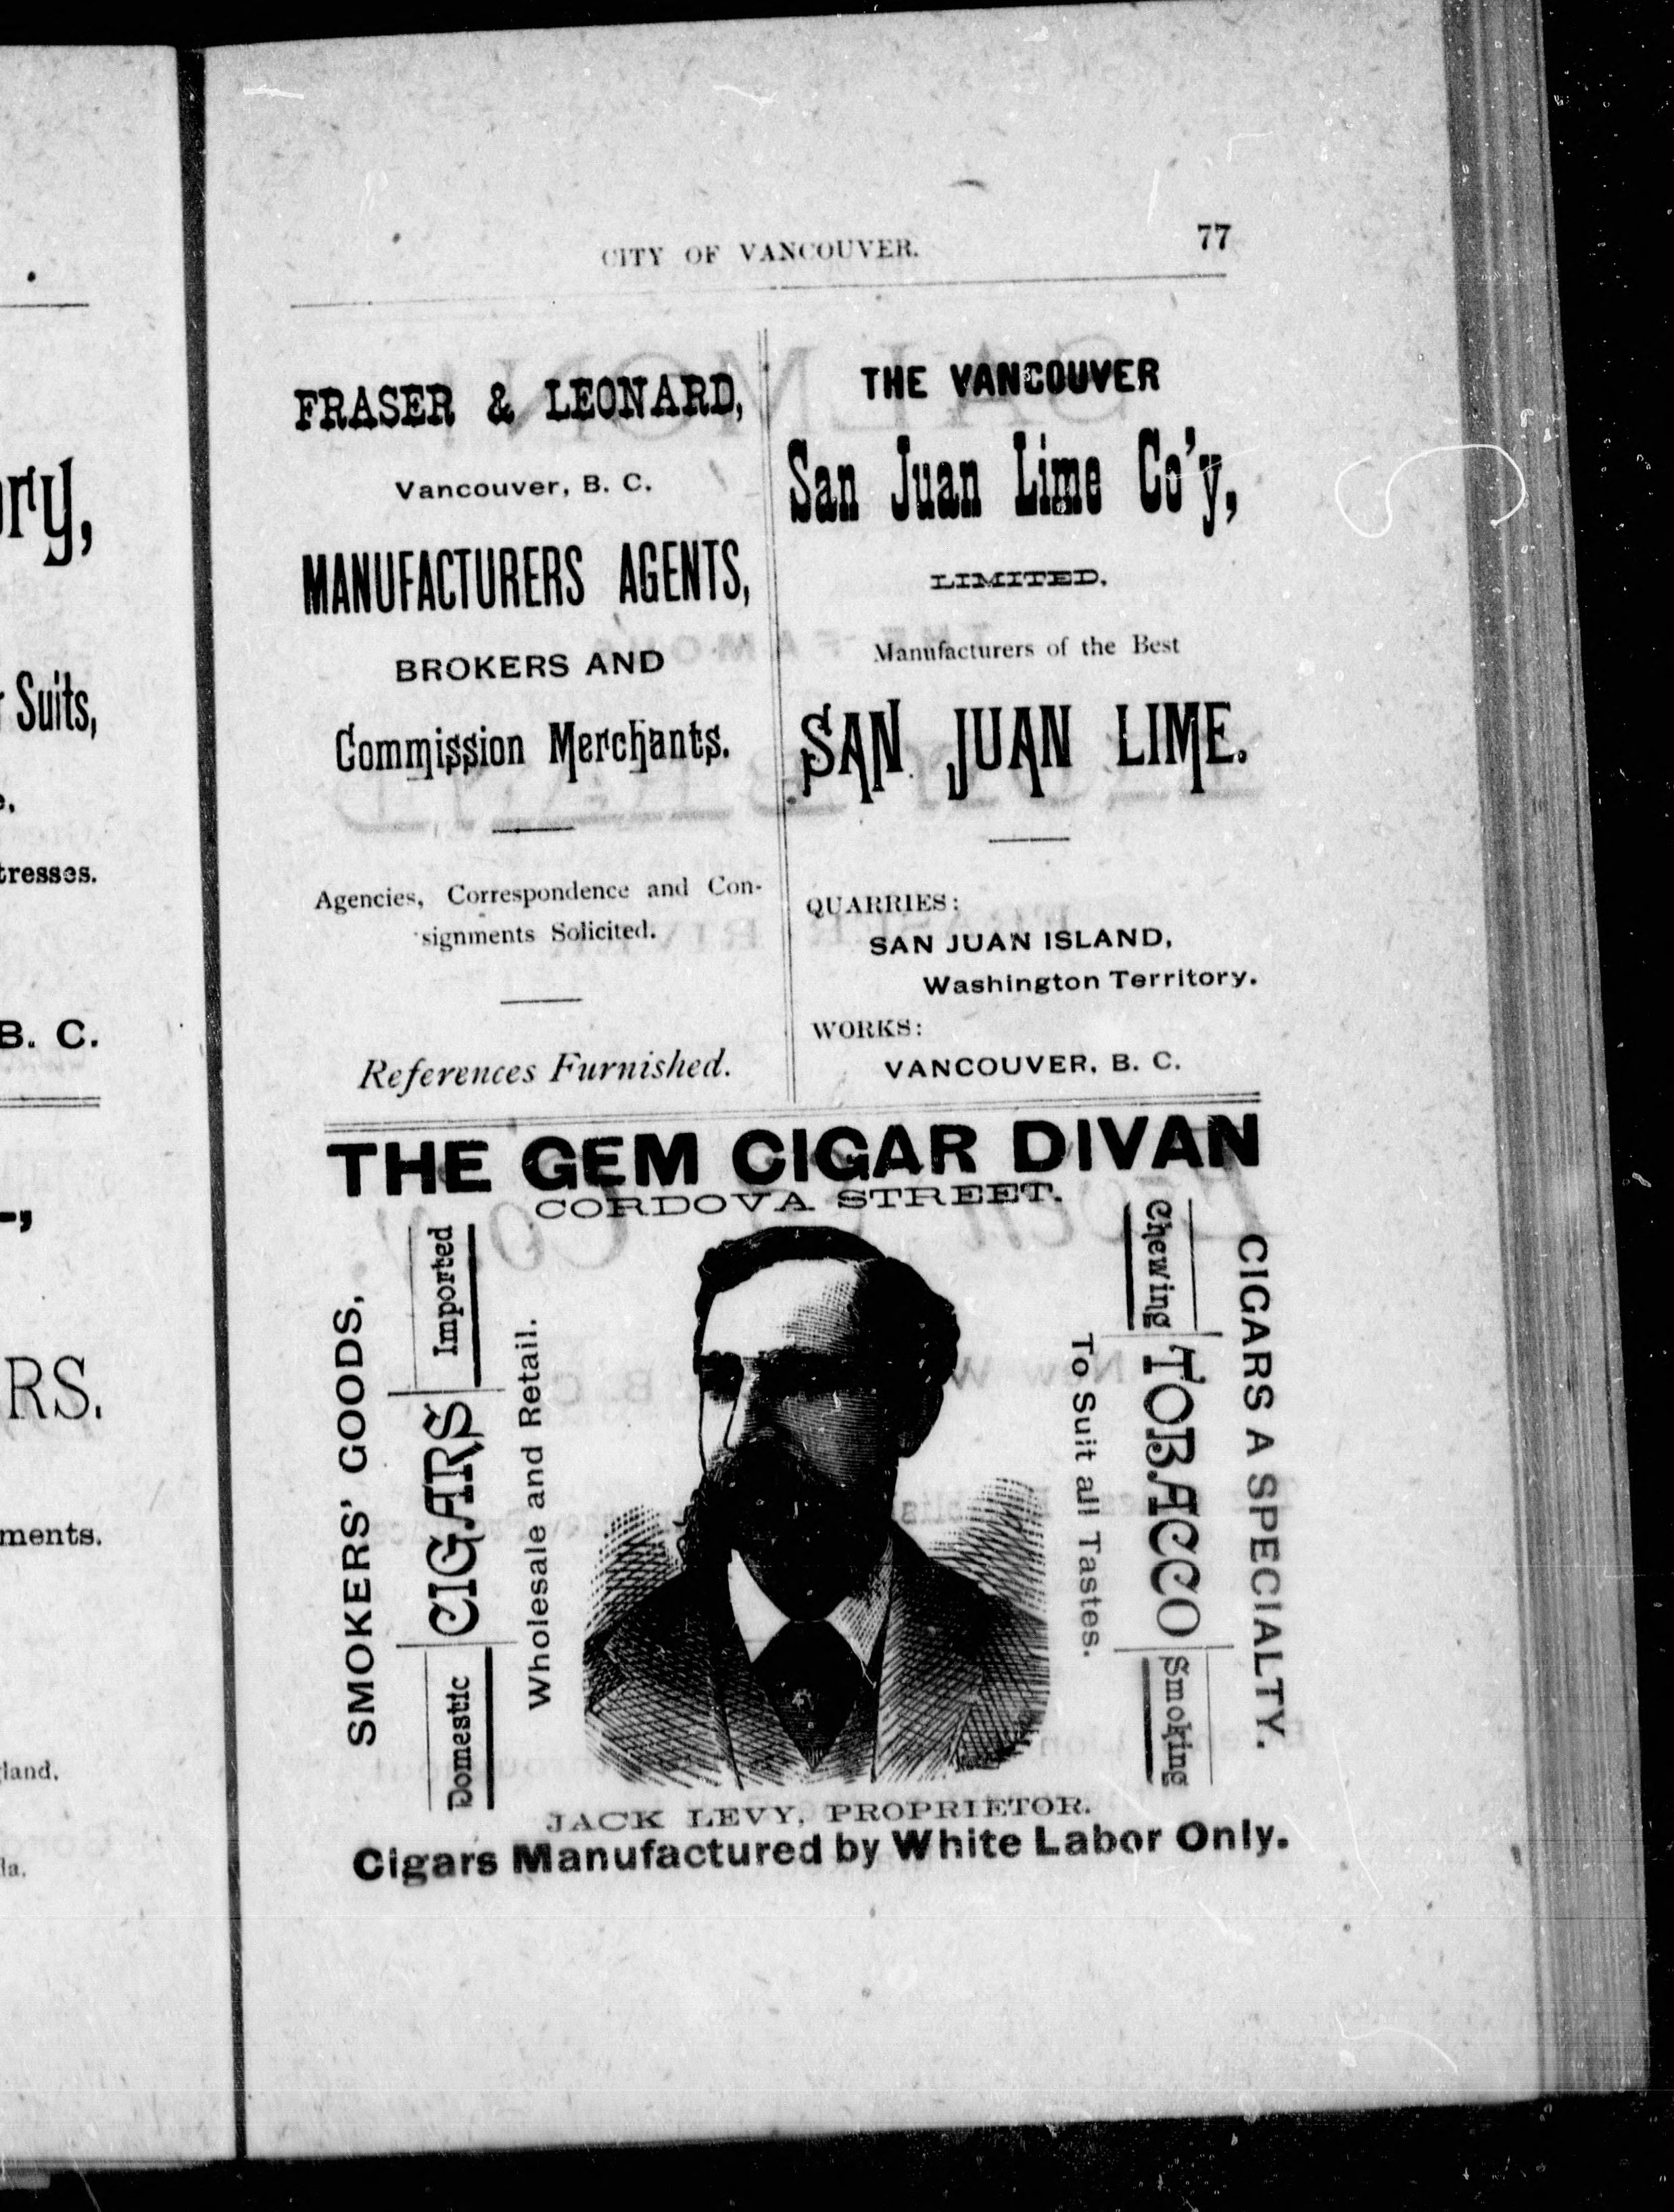 CITY OF VANCOUVER.
77
FRASER & LEONARD,
Vancouver, B. C.
MANUFACTURERS AGENTS,
BROKERS AND
Commission Merchants.
Agencies, Correspondence and Con-
signments Solicited.
References Furnished.
THE VANCOUVER
San Juan Lime Co'y,
LIMITED,
Manufacturers of the Best
SAN JUAN LIME.
QUARRIES:
SAN JUAN ISLAND,
Washington Territory.
WORKS:
VANCOUVER, B. C.
THE GEM CIGAR DIVAN
CORDOVA STREET.
SMOKERS' GOODS,
Domestic CIGARS Imported
Wholesale and Retail.
To Suit all Tastes.
Chewing TOBACCO Smoking
CIGARS A SPECIALTY.
JACK LEVY, PROPRIETOR.
Cigars Manufactured by White Labor Only.
Suits,
B. C.